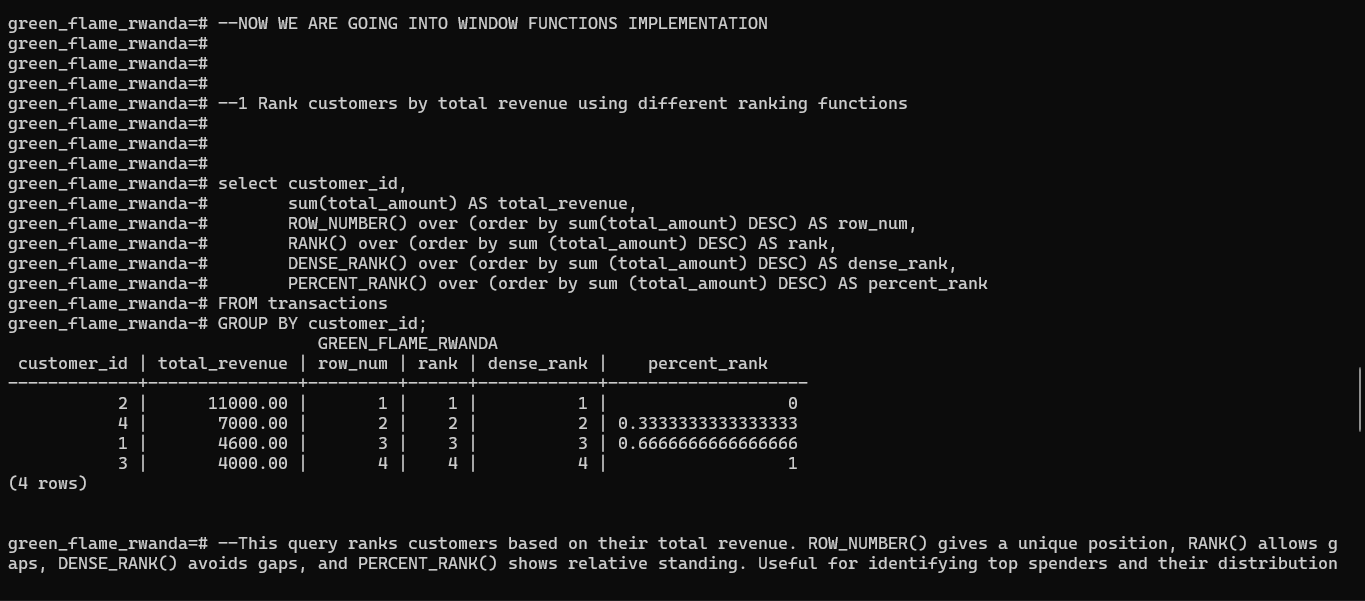 green_flame_rwanda=# --NOW WE ARE GOING INTO WINDOW FUNCTIONS IMPLEMENTATION
green_flame_rwanda=#
green_flame_rwanda=#
green_flame_rwanda=#
green_flame_rwanda=# --1 Rank customers by total revenue using different ranking functions
green_flame_rwanda=#
green_flame_rwanda=#
green_flame_rwanda=#
green_flame_rwanda=# select customer_id,
green_flame_rwanda-#        sum(total_amount) AS total_revenue,
green_flame_rwanda-#        ROW_NUMBER() over (order by sum(total_amount) DESC) AS row_num,
green_flame_rwanda-#        RANK() over (order by sum (total_amount) DESC) AS rank,
green_flame_rwanda-#        DENSE_RANK() over (order by sum (total_amount) DESC) AS dense_rank,
green_flame_rwanda-#        PERCENT_RANK() over (order by sum (total_amount) DESC) AS percent_rank
green_flame_rwanda-# FROM transactions
green_flame_rwanda-# GROUP BY customer_id;
                               GREEN_FLAME_RWANDA
 customer_id | total_revenue | row_num | rank | dense_rank |    percent_rank
-------------+---------------+---------+------+------------+--------------------
           2 |      11000.00 |       1 |    1 |          1 |                  0
           4 |       7000.00 |       2 |    2 |          2 | 0.3333333333333333
           1 |       4600.00 |       3 |    3 |          3 | 0.6666666666666666
           3 |       4000.00 |       4 |    4 |          4 |                  1
(4 rows)
green_flame_rwanda=# --This query ranks customers based on their total revenue. ROW_NUMBER() gives a unique position, RANK() allows g
aps, DENSE_RANK() avoids gaps, and PERCENT_RANK() shows relative standing. Useful for identifying top spenders and their distribution